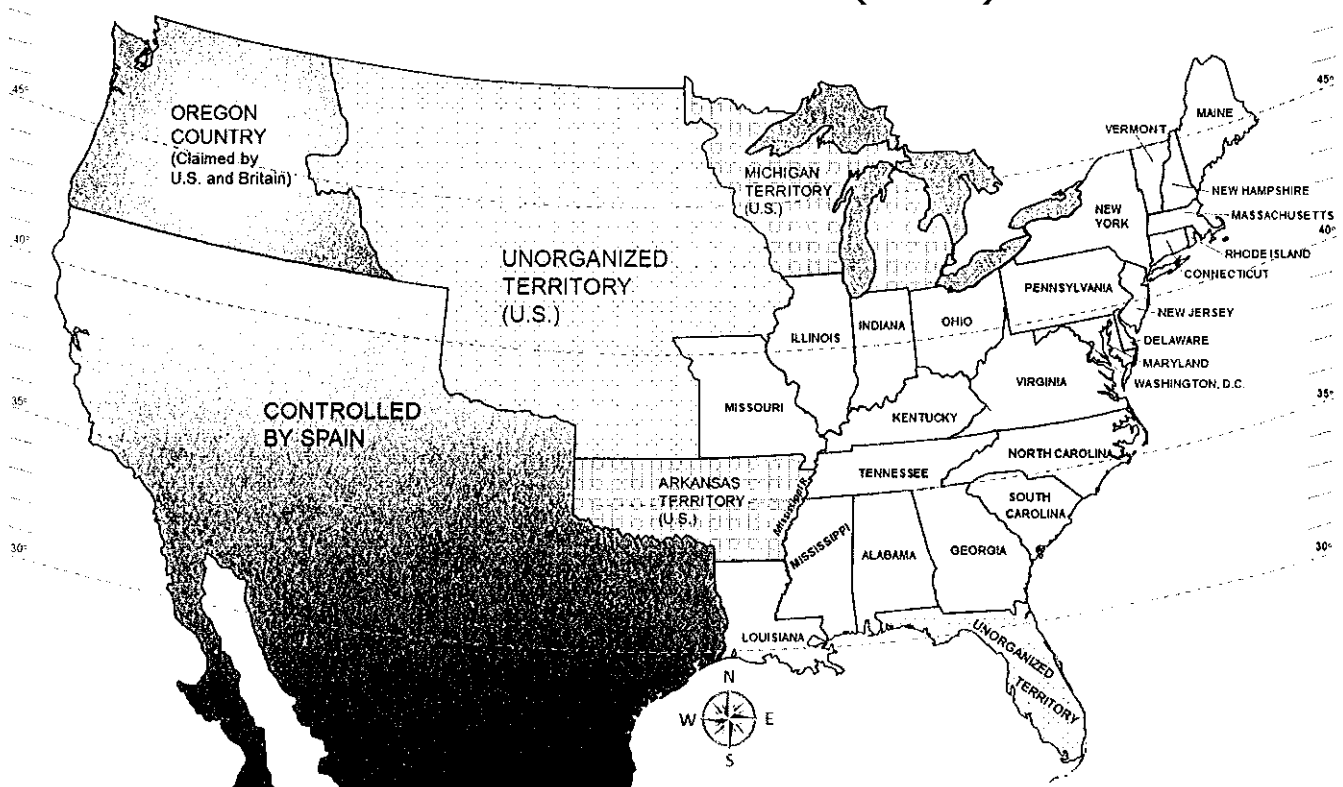 45°
40°
35°
30°
OREGON
COUNTRY
(Claimed by
U.S. and Britain)
UNORGANIZED
TERRITORY
(U.S.)
CONTROLLED
BY SPAIN
MICHIGAN
TERRITORY
(U.S.)
ARKANSAS
TERRITORY
(U.S.)
MISSOURI
ILLINOIS
INDIANA
OHIO
KENTUCKY
TENNESSEE
Mississippi R.
MISSISSIPPI
ALABAMA
GEORGIA
LOUISIANA
UNORGANIZED
TERRITORY
SOUTH
CAROLINA
NORTH CAROLINA
VIRGINIA
PENNSYLVANIA
NEW
YORK
VERMONT
MAINE
NEW HAMPSHIRE
MASSACHUSETTS
RHODE ISLAND
CONNECTICUT
NEW JERSEY
DELAWARE
MARYLAND
WASHINGTON, D.C.
45°
40°
35°
30°
N
W
E
S